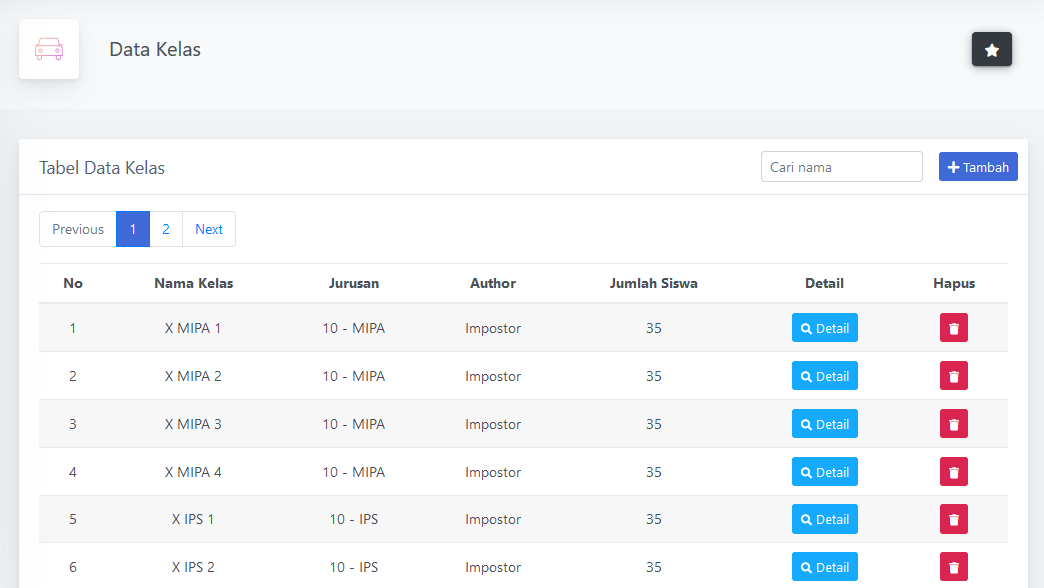 Data Kelas
Tabel Data Kelas Cari nama Tambah
Previous 1 2 Next
No Nama Kelas Jurusan Author Jumlah Siswa Detail Hapus
1 X MIPA 1 10 - MIPA Impostor 35 Detail
2 X MIPA 2 10 - MIPA Impostor 35 Detail
3 X MIPA 3 10 - MIPA Impostor 35 Detail
4 X MIPA 4 10 - MIPA Impostor 35 Detail
5 X IPS 1 10 - IPS Impostor 35 Detail
6 X IPS 2 10 - IPS Impostor 35 Detail